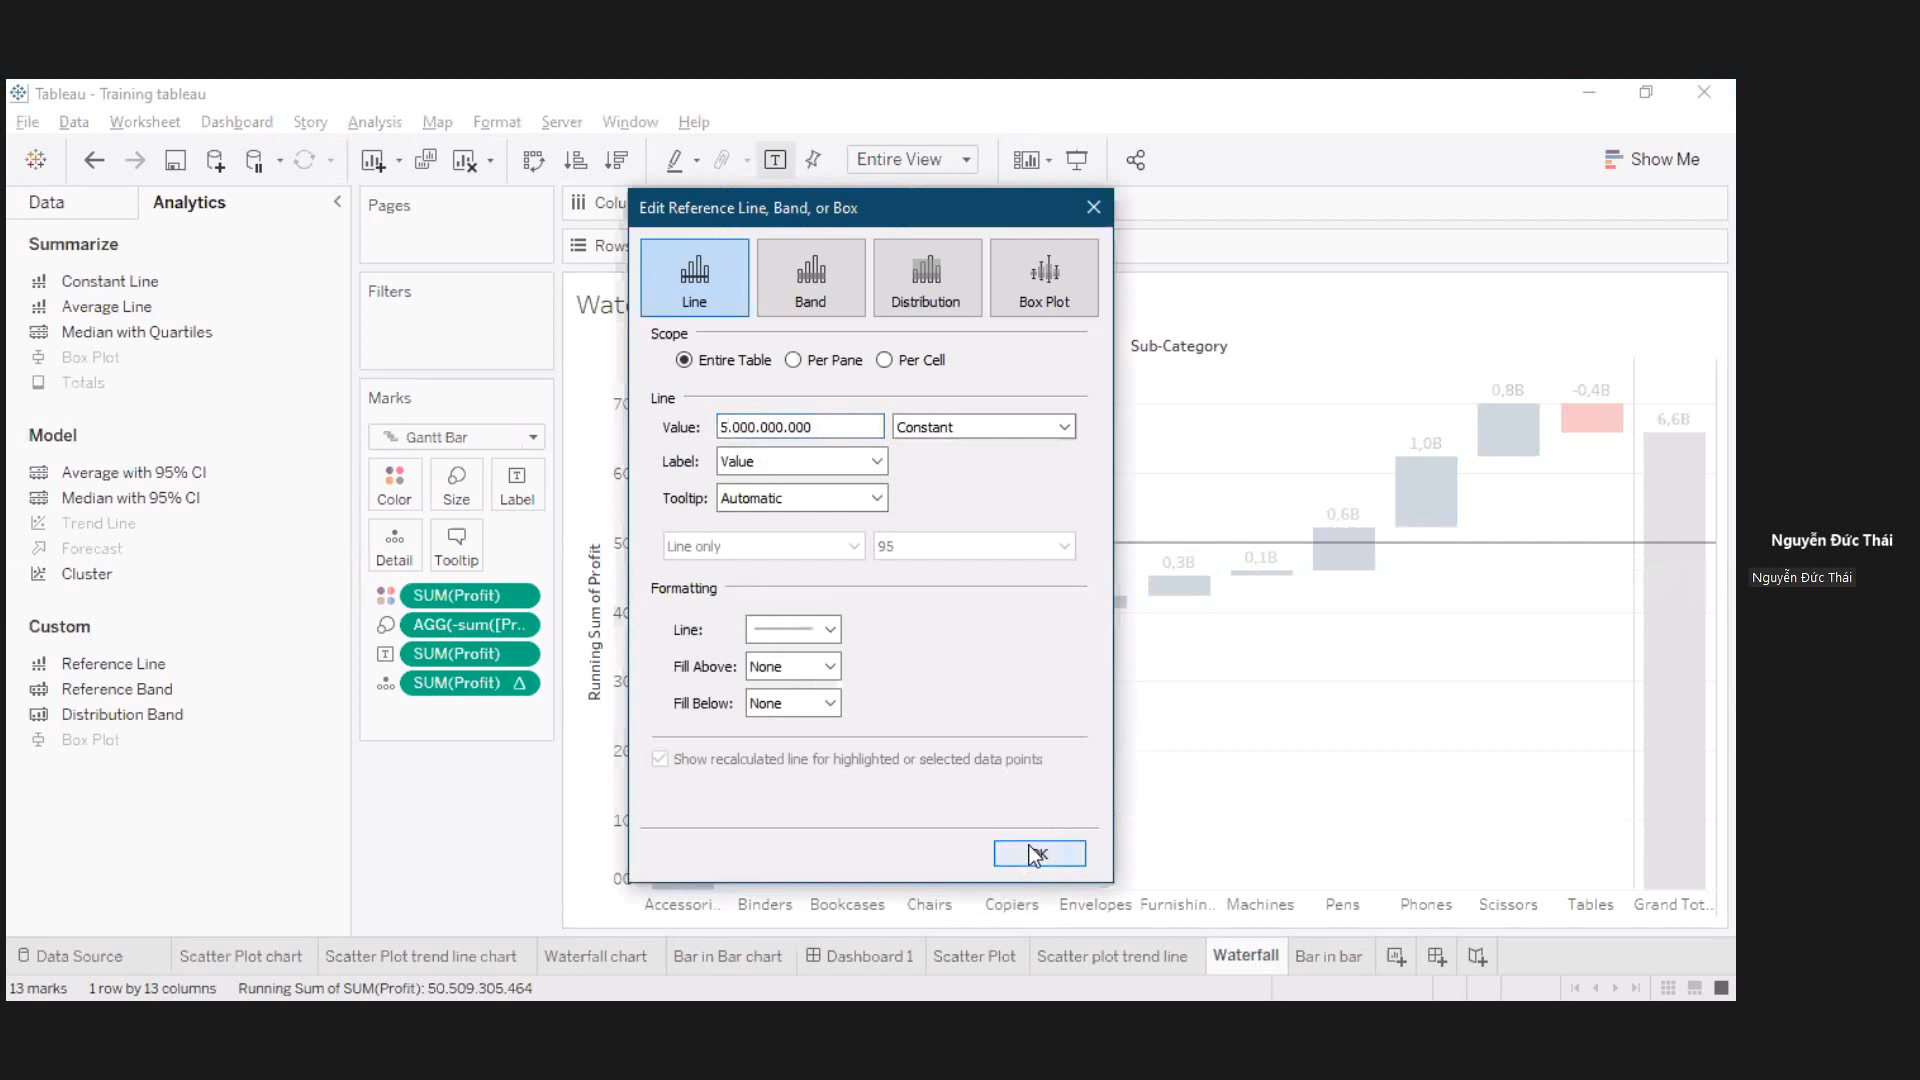 Tableau - Training tableau
File Data Worksheet Dashboard Story Analysis Map Format Server Window Help
Entire View
Show Me
Data
Analytics
Summarize
Constant Line
Average Line
Median with Quartiles
Box Plot
Totals
Model
Average with 95% CI
Median with 95% CI
Trend Line
Forecast
Cluster
Custom
Reference Line
Reference Band
Distribution Band
Box Plot
Pages
Filters
Marks
Gantt Bar
Color
Size
Label
Detail
Tooltip
SUM(Profit)
AGG(-sum([Pr..
SUM(Profit)
SUM(Profit) Δ
Edit Reference Line, Band, or Box
Line
Band
Distribution
Box Plot
Scope
Entire Table
Per Pane
Per Cell
Line
Value:
5.000.000.000
Constant
Label:
Value
Tooltip:
Automatic
Line only
95
Formatting
Line:
Fill Above:
None
Fill Below:
None
Show recalculated line for highlighted or selected data points
Sub-Category
Running Sum of Profit
0,3B
0,1B
0,6B
1,0B
0,8B
-0,4B
6,6B
Accessori..
Binders
Bookcases
Chairs
Copiers
Envelopes
Furnishin..
Machines
Pens
Phones
Scissors
Tables
Grand Tot..
Data Source
Scatter Plot chart
Scatter Plot trend line chart
Waterfall chart
Bar in Bar chart
Dashboard 1
Scatter Plot
Scatter plot trend line
Waterfall
Bar in bar
13 marks
1 row by 13 columns
Running Sum of SUM(Profit): 50.509.305.464
Nguyễn Đức Thái
Nguyễn Đức Thái